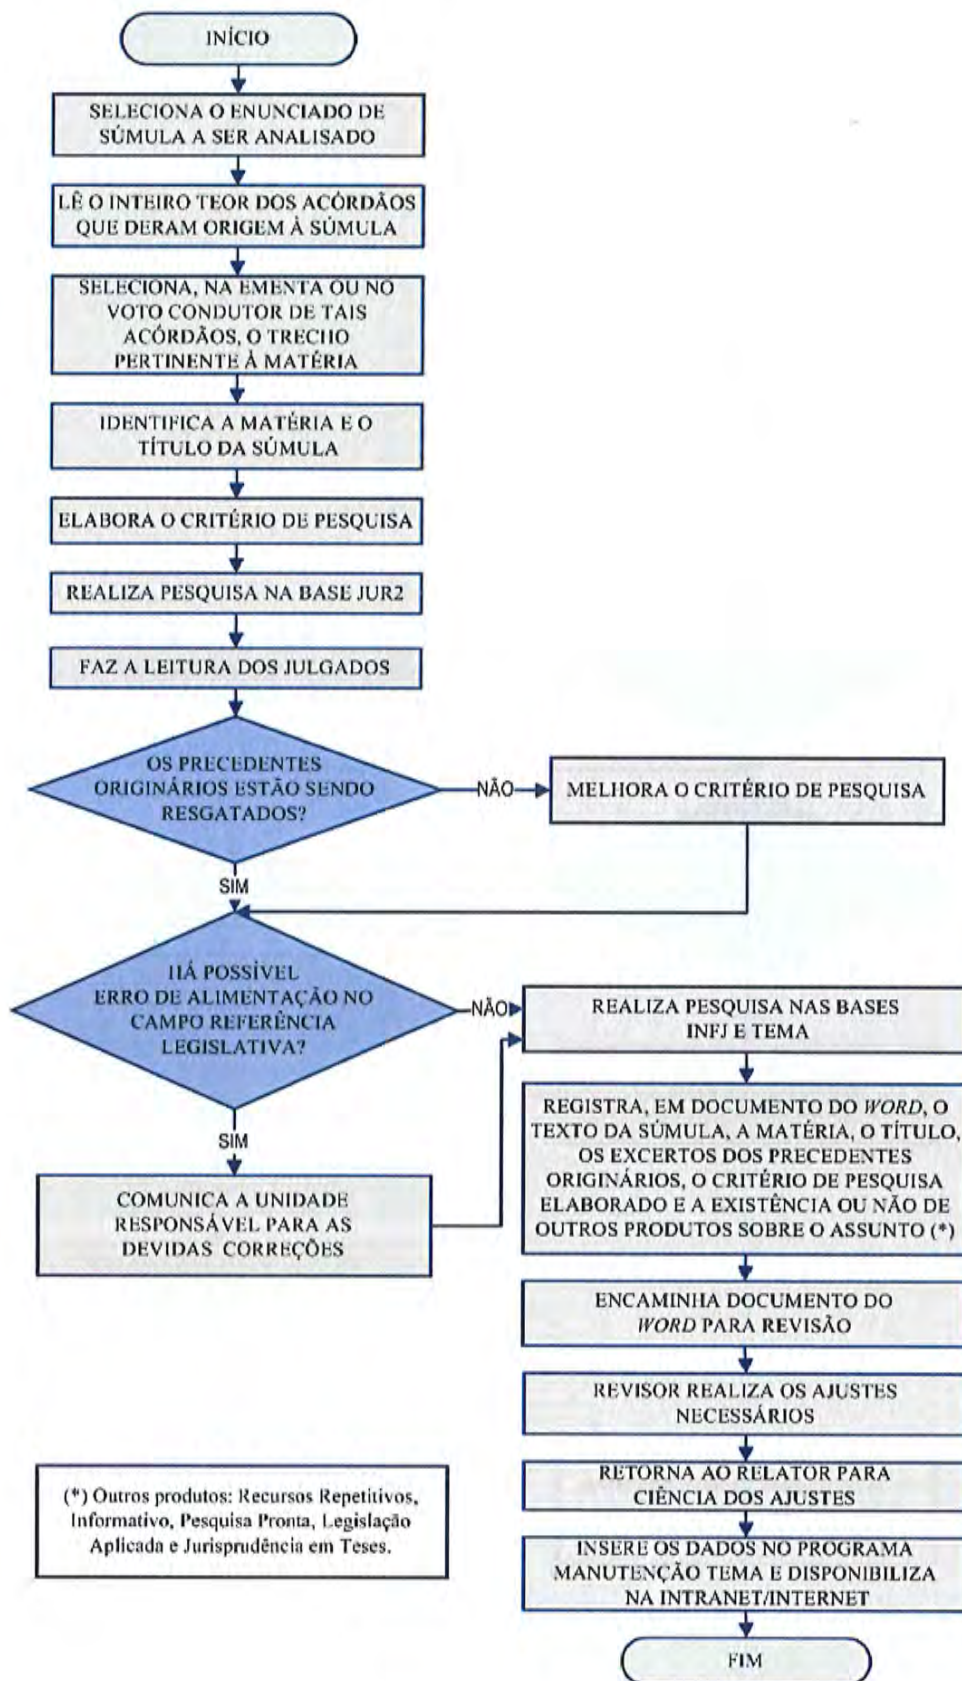 INÍCIO
SELECIONA O ENUNCIADO DE
SÚMULA A SER ANALISADO
LÊ O INTEIRO TEOR DOS ACÓRDÃOS
QUE DERAM ORIGEM À SÚMULA
SELECIONA, NA EMENTA OU NO
VOTO CONDUTOR DE TAIS
ACÓRDÃOS, O TRECHO
PERTINENTE À MATÉRIA
IDENTIFICA A MATÉRIA E O
TÍTULO DA SÚMULA
ELABORA O CRITÉRIO DE PESQUISA
REALIZA PESQUISA NA BASE JUR2
FAZ A LEITURA DOS JULGADOS
OS PRECEDENTES
ORIGINÁRIOS ESTÃO SENDO
RESGATADOS?
NÃO
MELHORA O CRITÉRIO DE PESQUISA
SIM
HÁ POSSÍVEL
ERRO DE ALIMENTAÇÃO NO
CAMPO REFERÊNCIA
LEGISLATIVA?
NÃO
REALIZA PESQUISA NAS BASES
INFJ E TEMA
SIM
COMUNICA A UNIDADE
RESPONSÁVEL PARA AS
DEVIDAS CORREÇÕES
REGISTRA, EM DOCUMENTO DO WORD, O
TEXTO DA SÚMULA, A MATÉRIA, O TÍTULO,
OS EXCERTOS DOS PRECEDENTES
ORIGINÁRIOS, O CRITÉRIO DE PESQUISA
ELABORADO E A EXISTÊNCIA OU NÃO DE
OUTROS PRODUTOS SOBRE O ASSUNTO (*)
ENCAMINHA DOCUMENTO DO
WORD PARA REVISÃO
REVISOR REALIZA OS AJUSTES
NECESSÁRIOS
RETORNA AO RELATOR PARA
CIÊNCIA DOS AJUSTES
INSERE OS DADOS NO PROGRAMA
MANUTENÇÃO TEMA E DISPONIBILIZA
NA INTRANET/INTERNET
FIM
(*) Outros produtos: Recursos Repetitivos,
Informativo, Pesquisa Pronta, Legislação
Aplicada e Jurisprudência em Teses.